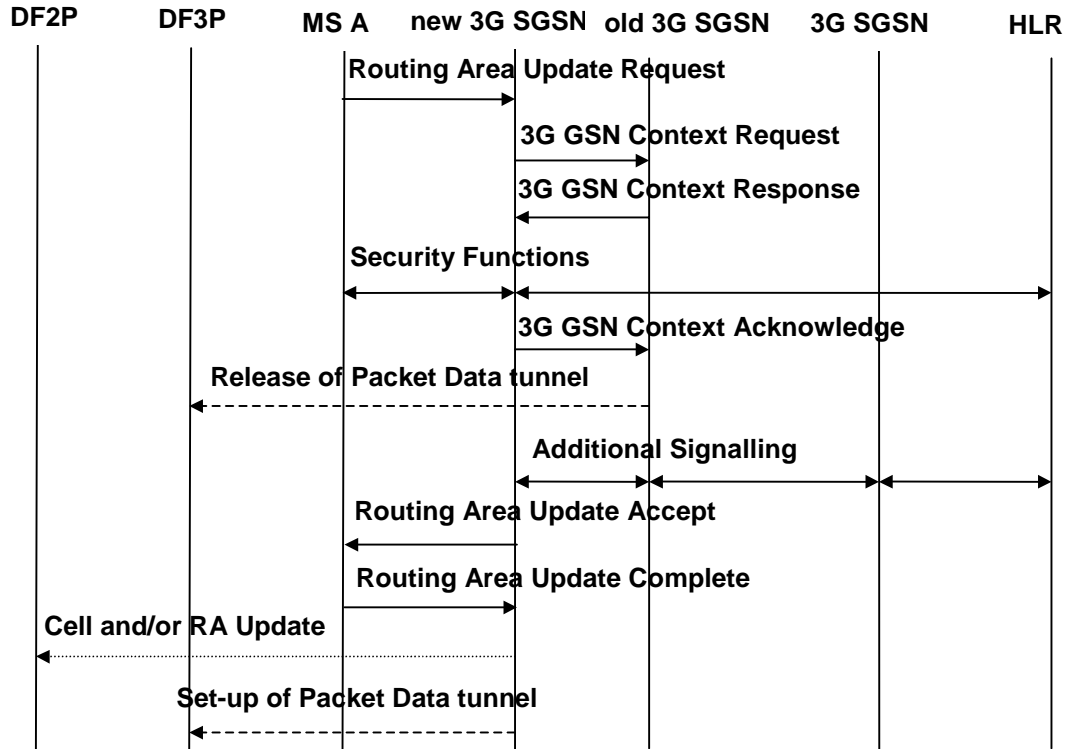 DF2P DF3P MS A new 3G SGSN old 3G SGSN 3G SGSN HLR
Routing Area Update Request
3G GSN Context Request
3G GSN Context Response
Security Functions
3G GSN Context Acknowledge
Release of Packet Data tunnel
Additional Signalling
Routing Area Update Accept
Routing Area Update Complete
Cell and/or RA Update
Set-up of Packet Data tunnel